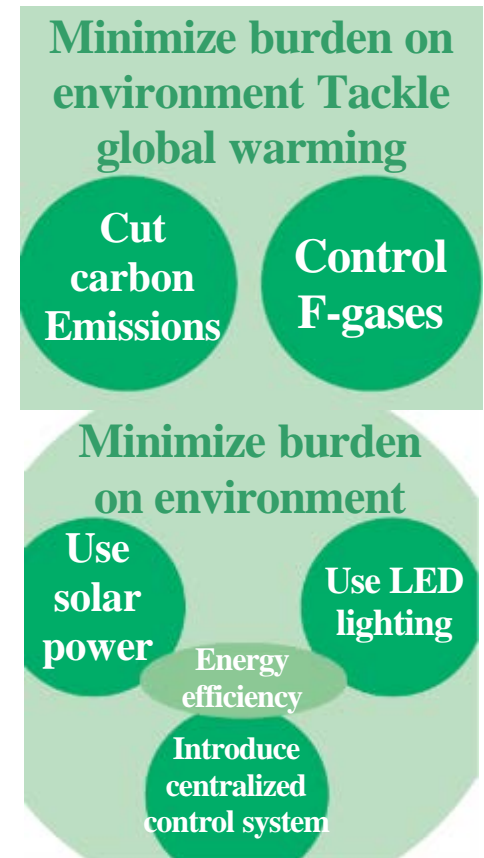 Minimize burden on
environment Tackle
global warming
Cut
carbon
Emissions
Control
F-gases
Minimize burden
on environment
Use
solar
power
Use LED
lighting
Energy
efficiency
Introduce
centralized
control system